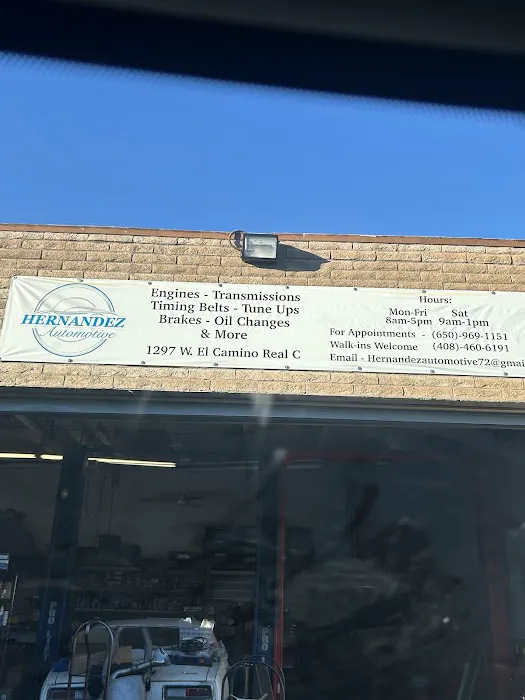 HERNANDEZ
Automotive
Engines - Transmissions
Timing Belts - Tune Ups
Brakes - Oil Changes
& More
1297 W. El Camino Real C
Hours:
Mon-Fri Sat
8am-5pm 9am-1pm
For Appointments - (650)-969-1151
Walk-ins Welcome (408)-460-6191
Email - Hernandezautomotive72@gmai